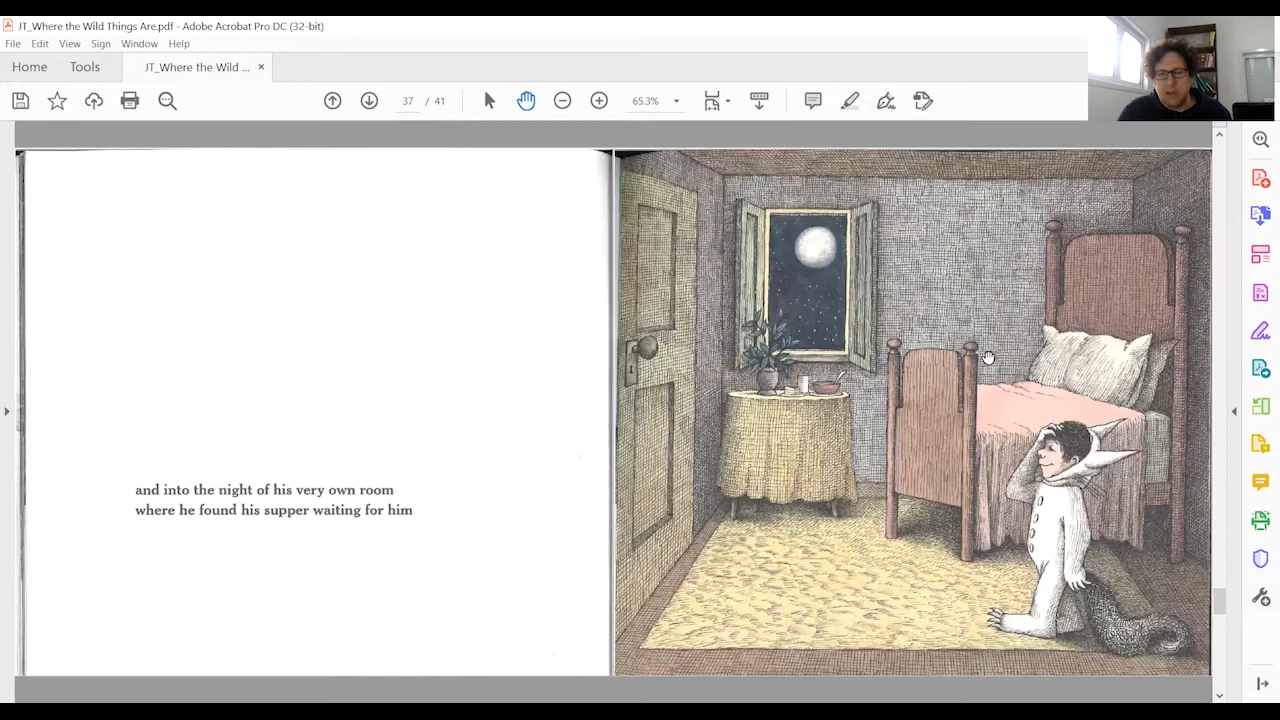 JT_Where the Wild Things Are.pdf - Adobe Acrobat Pro DC (32-bit)
File Edit View Sign Window Help
Home Tools JT_Where the Wild ... ×
37 / 41 65.3%
and into the night of his very own room
where he found his supper waiting for him